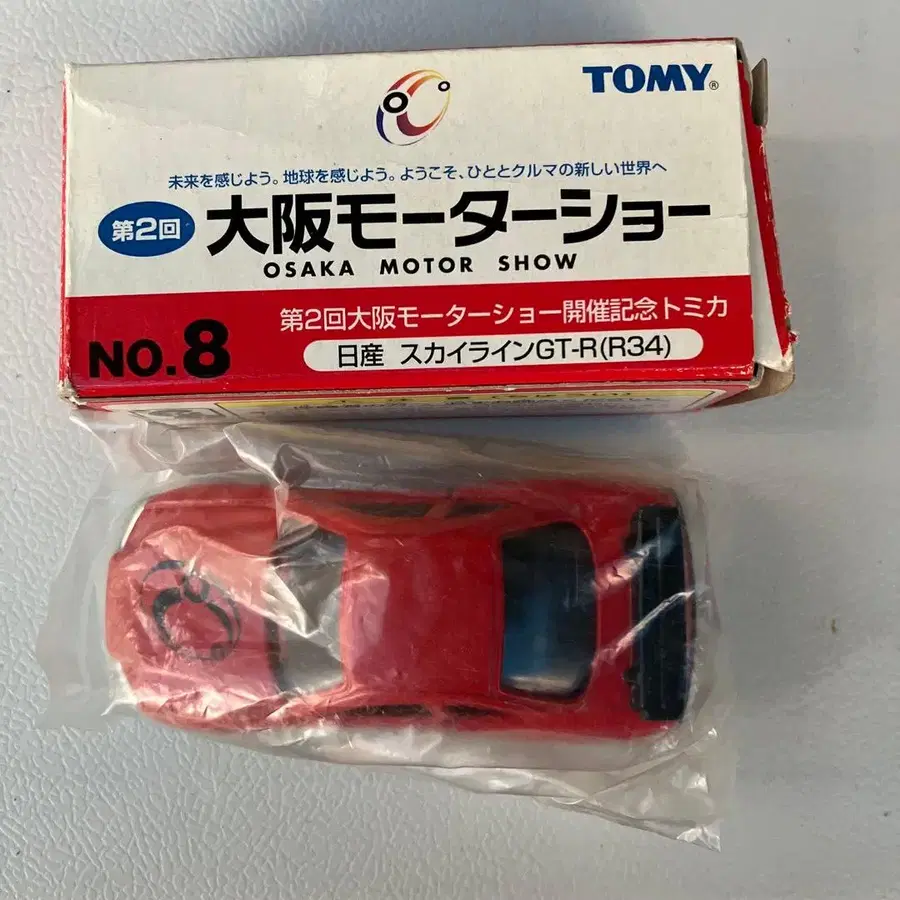 TOMY®
未来を感じよう。地球を感じよう。ようこそ、ひととクルマの新しい世界へ
第2回
大阪モーターショー
OSAKA MOTOR SHOW
第2回大阪モーターショー開催記念トミカ
NO.8
日産 スカイラインGT-R(R34)